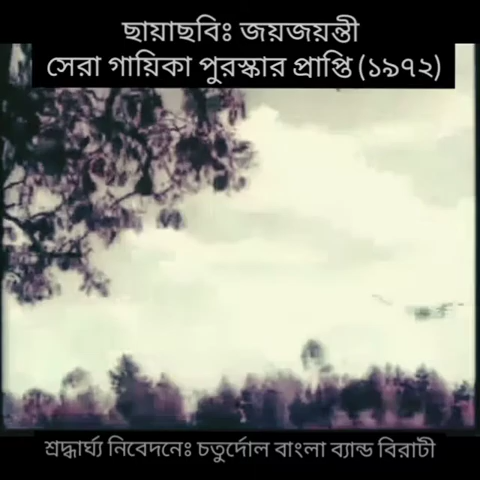 ছায়াছবিঃ জয়জয়ন্তী
সেরা গায়িকা পুরস্কার প্রাপ্তি (১৯৭২)
শ্রদ্ধার্ঘ্য নিবেদনেঃ চতুর্দোল বাংলা ব্যান্ড বিরাটী